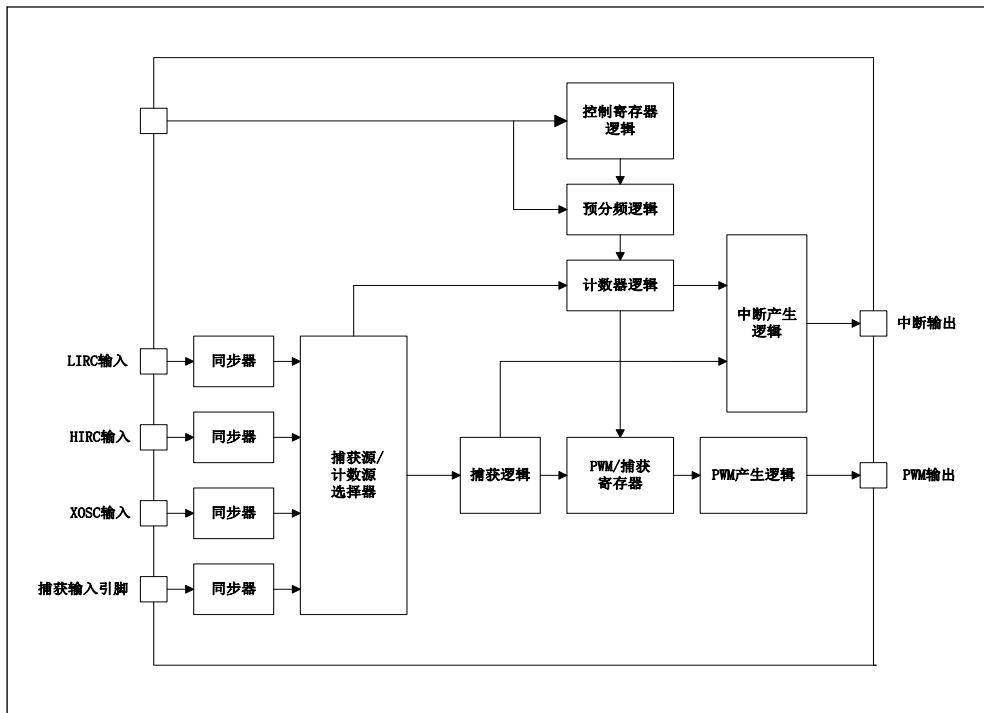 控制寄存器
逻辑
预分频逻辑
计数器逻辑
中断产生
逻辑
中断输出
LIRC输入
同步器
HIRC输入
同步器
捕获源/
计数源
选择器
捕获逻辑
PWM/捕获
寄存器
PWM产生逻辑
PWM输出
XOSC输入
同步器
捕获输入引脚
同步器